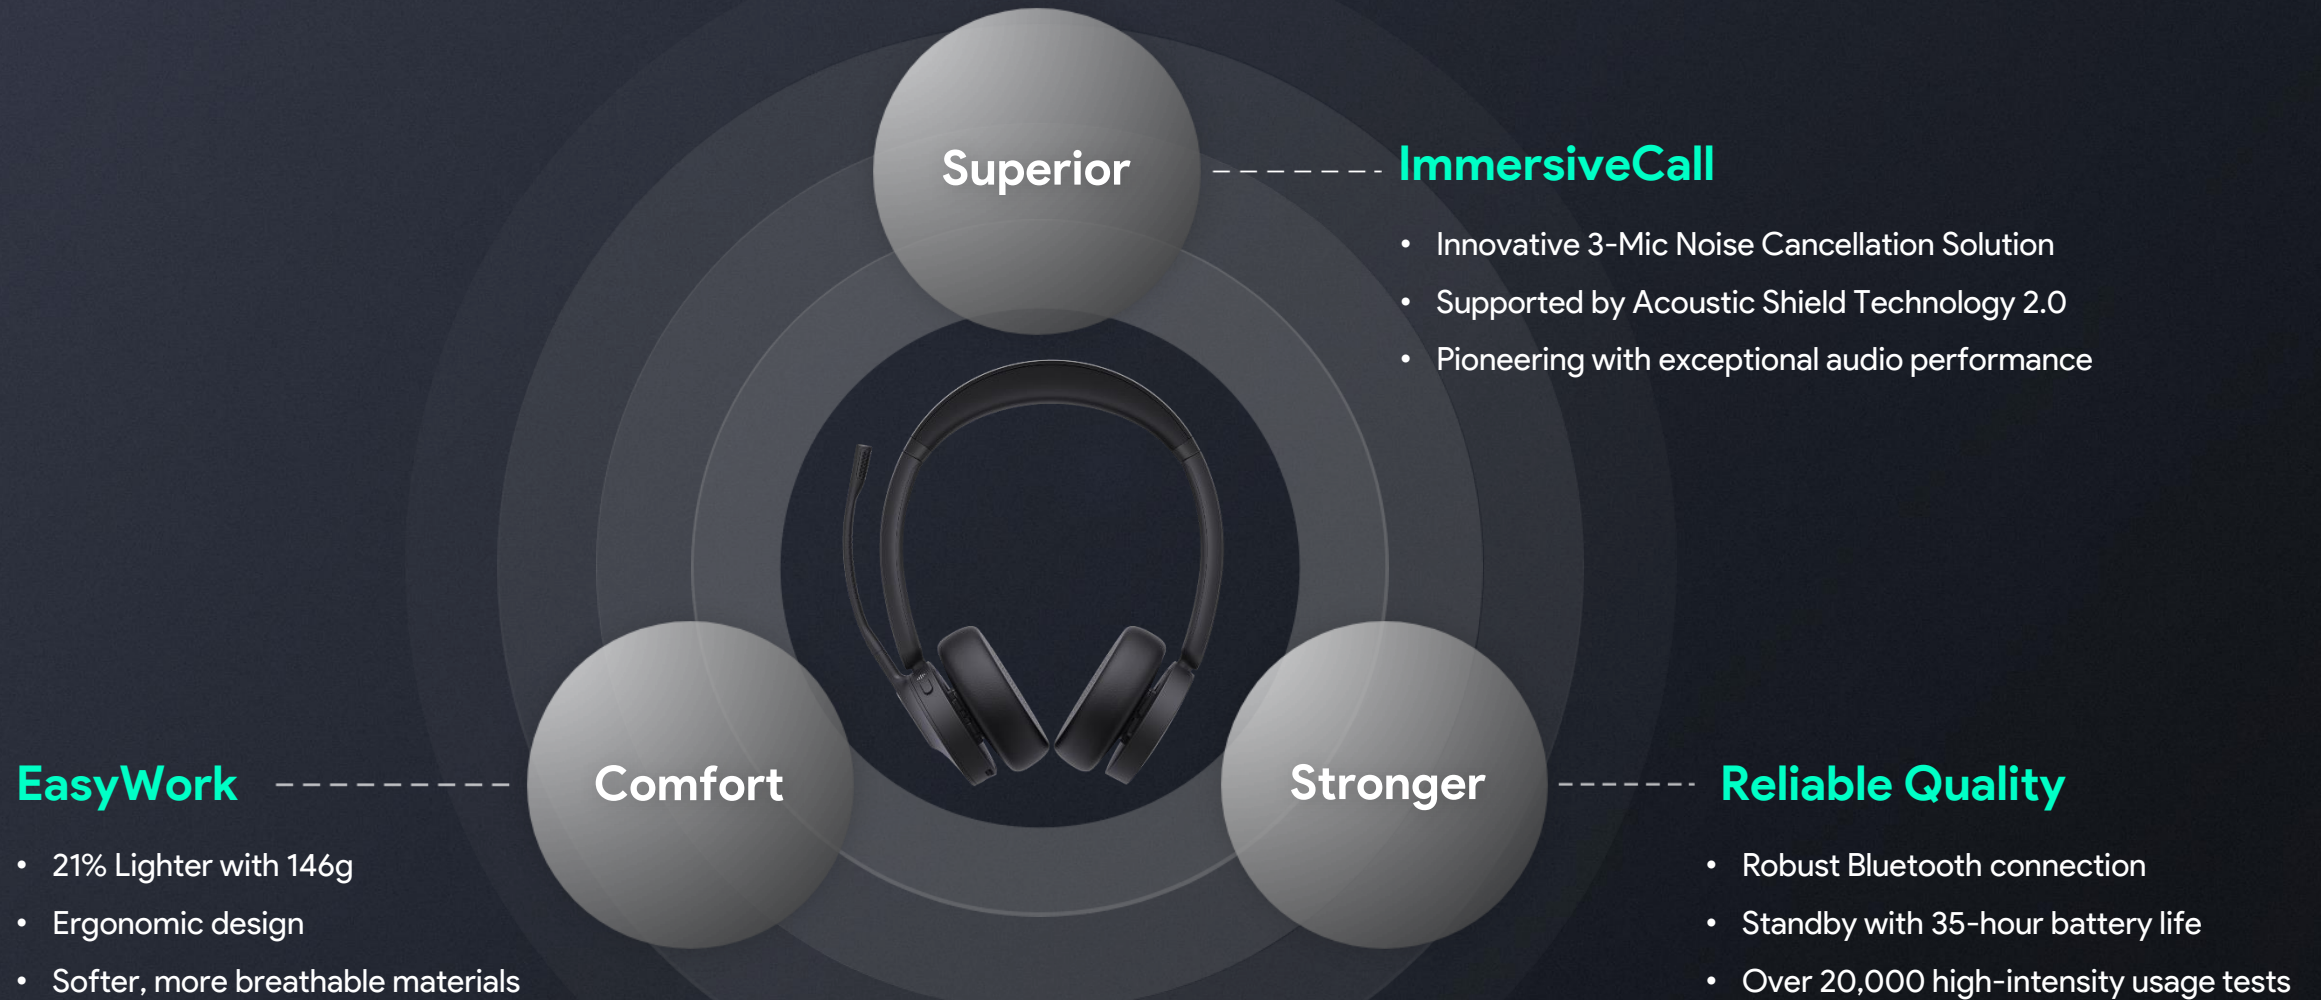 Superior
ImmersiveCall
• Innovative 3-Mic Noise Cancellation Solution
• Supported by Acoustic Shield Technology 2.0
• Pioneering with exceptional audio performance
EasyWork
Comfort
• 21% Lighter with 146g
• Ergonomic design
• Softer, more breathable materials
Stronger
Reliable Quality
• Robust Bluetooth connection
• Standby with 35-hour battery life
• Over 20,000 high-intensity usage tests